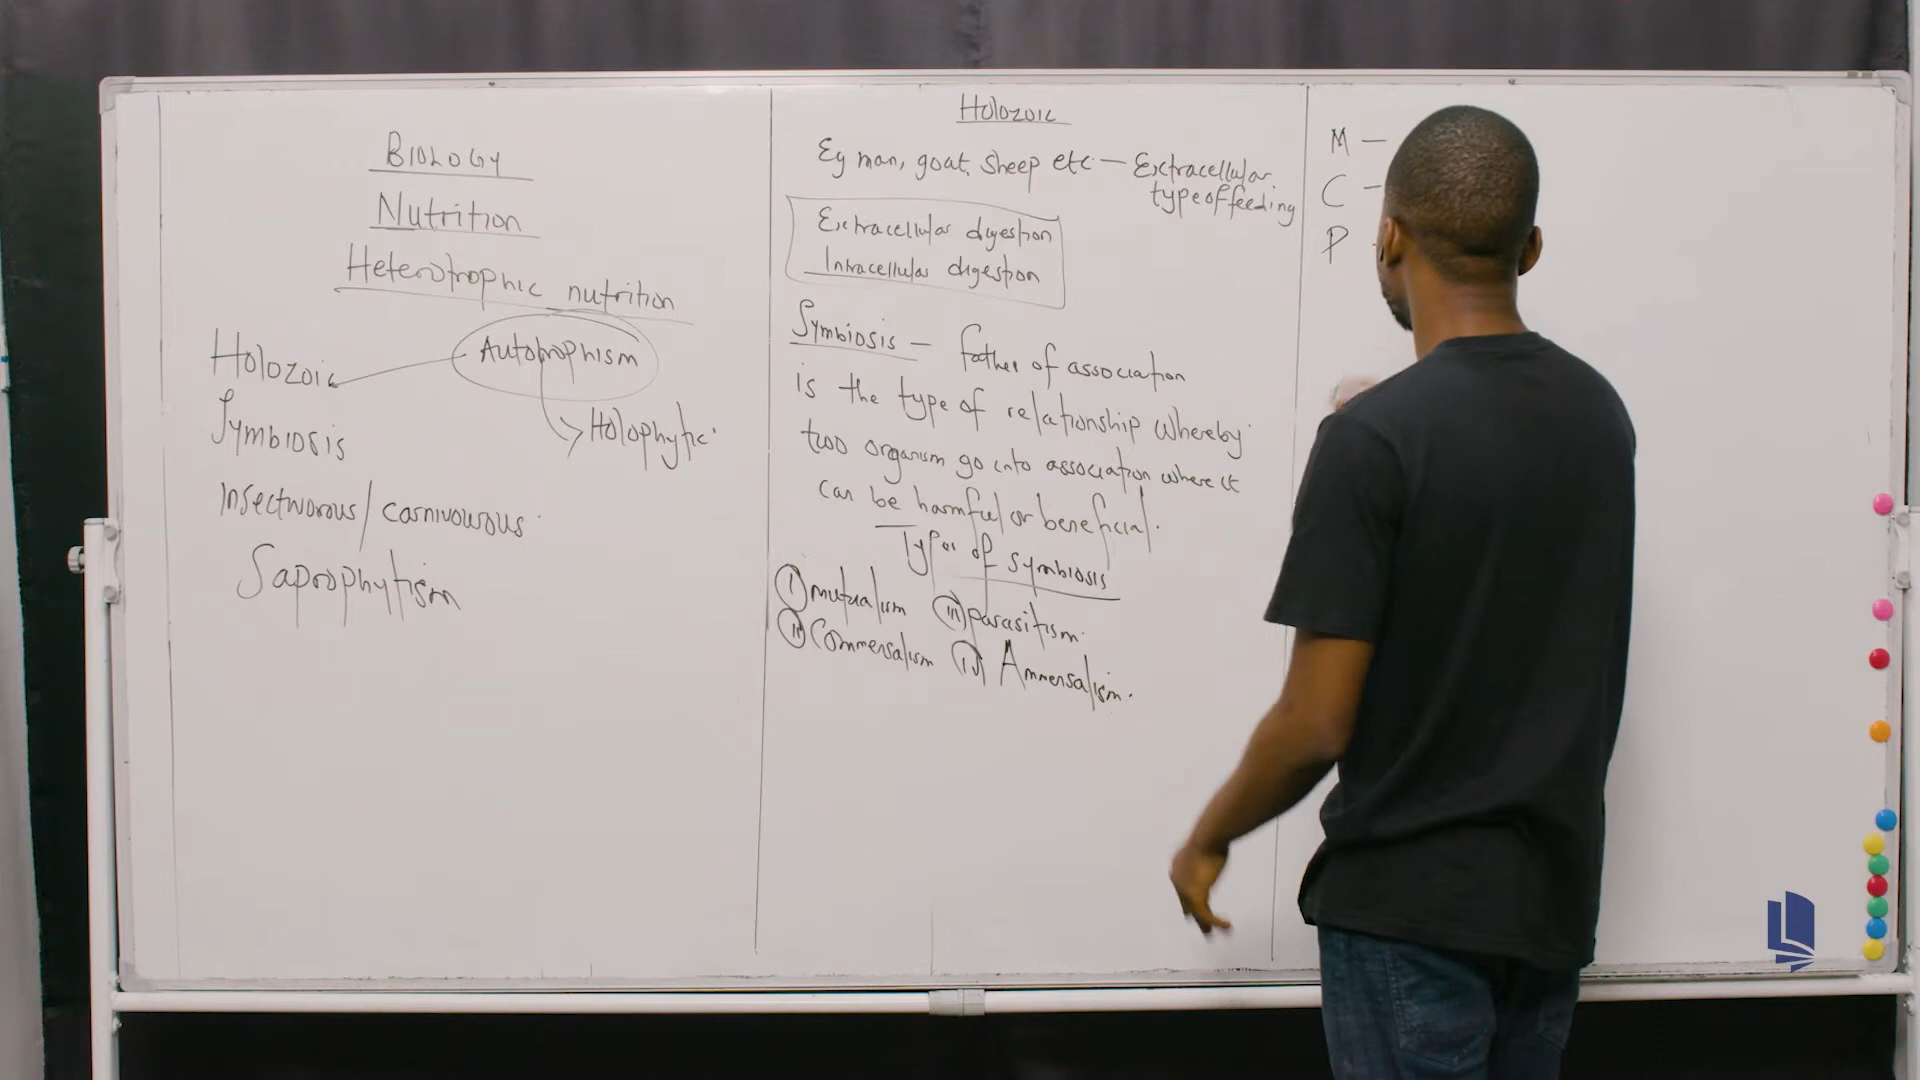 BIOLOGY
Nutrition
Heterotrophic nutrition
Autotrophism
Holozoic
Holophytic
Symbiosis
Insectivorous/carnivourous
Saprophytism
Holozoic
Eg man, goat, sheep etc — Extracellular
type of feeding
Extracellular digestion
Intracellular digestion
Symbiosis — father of association
is the type of relationship whereby
two organism go into association where it
can be harmful or beneficial.
Types of symbiosis
(i) mutualism (iii) parasitism.
(ii) Commersalism (iv) Ammersalism.
M —
C -
P -